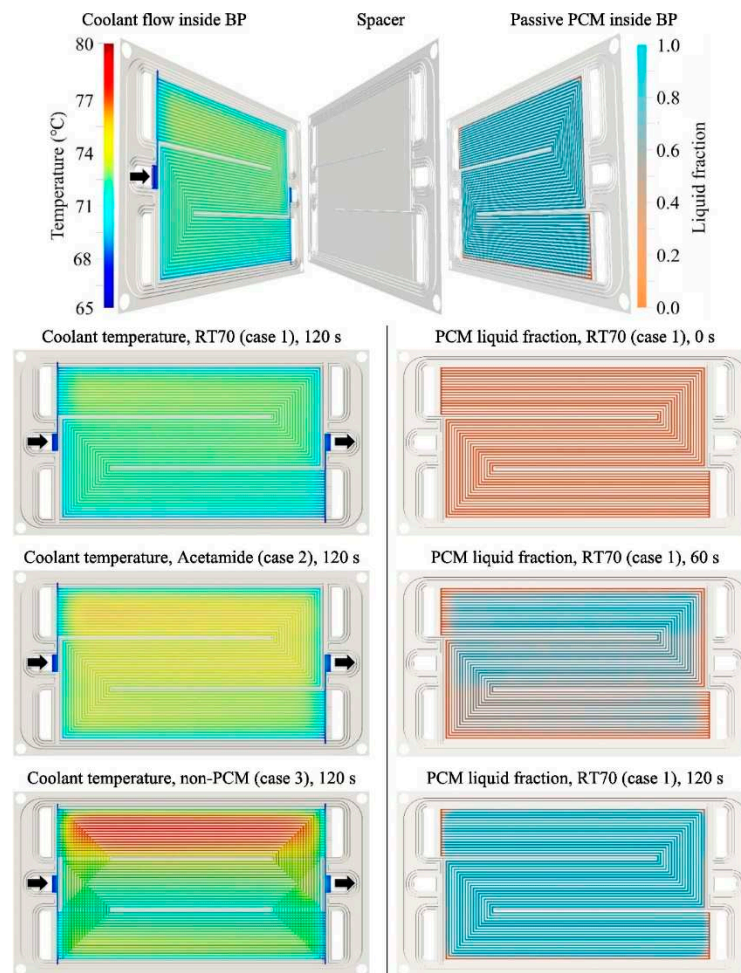 Coolant flow inside BP
Spacer
Passive PCM inside BP
80
77
74
71
68
65
Temperature (°C)
1.0
0.8
0.6
0.4
0.2
0.0
Liquid fraction
Coolant temperature, RT70 (case 1), 120 s
PCM liquid fraction, RT70 (case 1), 0 s
Coolant temperature, Acetamide (case 2), 120 s
PCM liquid fraction, RT70 (case 1), 60 s
Coolant temperature, non-PCM (case 3), 120 s
PCM liquid fraction, RT70 (case 1), 120 s